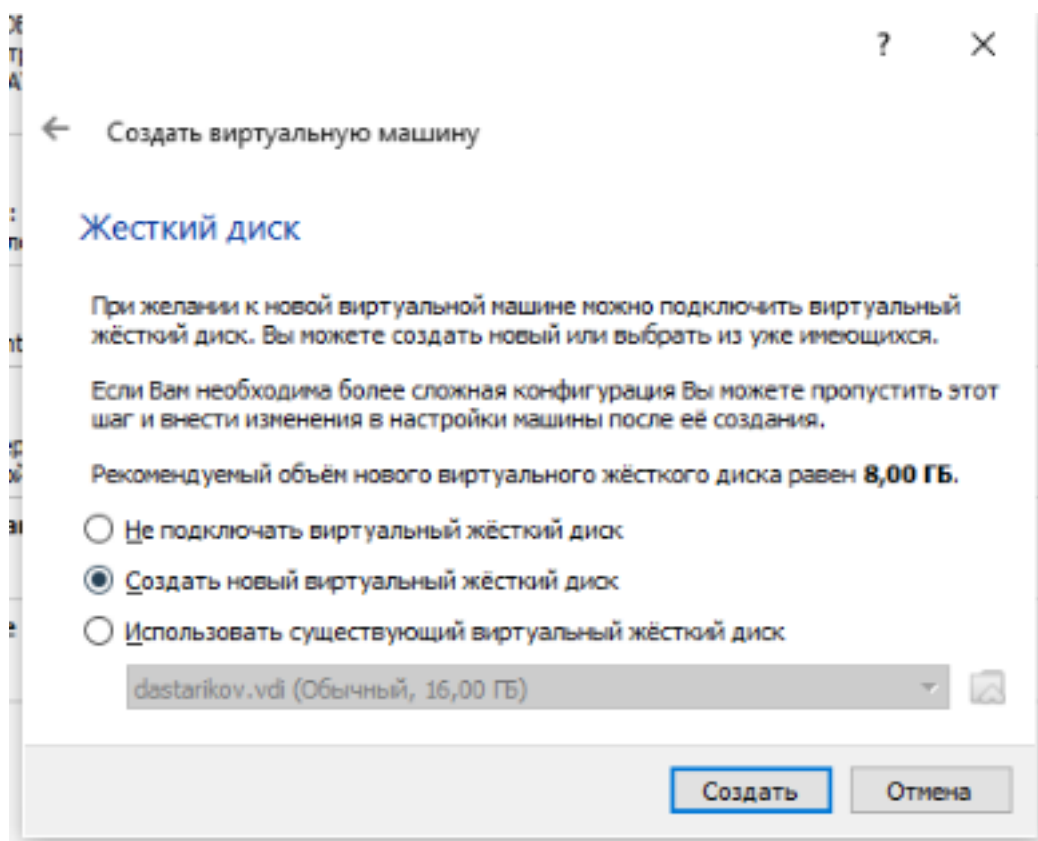 ?
Создать виртуальную машину
Жесткий диск
При желании к новой виртуальной машине можно подключить виртуальный
жёсткий диск. Вы можете создать новый или выбрать из уже имеющихся.
Если Вам необходима более сложная конфигурация Вы можете пропустить этот
шаг и внести изменения в настройки машины после её создания.
Рекомендуемый объём нового виртуального жёсткого диска равен 8,00 ГБ.
Не подключать виртуальный жёсткий диск
Создать новый виртуальный жёсткий диск
Использовать существующий виртуальный жёсткий диск
dastarikov.vdi (Обычный, 16,00 ГБ)
Создать
Отмена